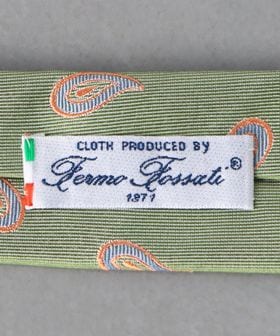 CLOTH PRODUCED BY
Fermo Fossati®
1871